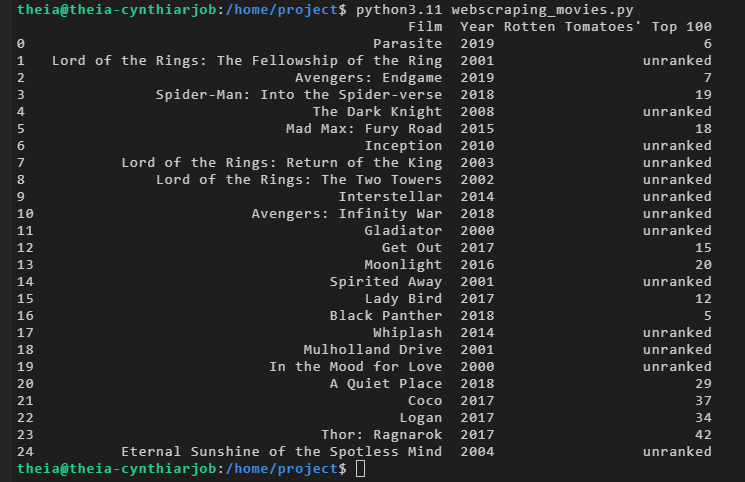 theia@theia-cynthiarjob:/home/project$ python3.11 webscraping_movies.py
Film Year Rotten Tomatoes' Top 100
0 Parasite 2019 6
1 Lord of the Rings: The Fellowship of the Ring 2001 unranked
2 Avengers: Endgame 2019 7
3 Spider-Man: Into the Spider-verse 2018 19
4 The Dark Knight 2008 unranked
5 Mad Max: Fury Road 2015 18
6 Inception 2010 unranked
7 Lord of the Rings: Return of the King 2003 unranked
8 Lord of the Rings: The Two Towers 2002 unranked
9 Interstellar 2014 unranked
10 Avengers: Infinity War 2018 unranked
11 Gladiator 2000 unranked
12 Get Out 2017 15
13 Moonlight 2016 20
14 Spirited Away 2001 unranked
15 Lady Bird 2017 12
16 Black Panther 2018 5
17 Whiplash 2014 unranked
18 Mulholland Drive 2001 unranked
19 In the Mood for Love 2000 unranked
20 A Quiet Place 2018 29
21 Coco 2017 37
22 Logan 2017 34
23 Thor: Ragnarok 2017 42
24 Eternal Sunshine of the Spotless Mind 2004 unranked
theia@theia-cynthiarjob:/home/project$